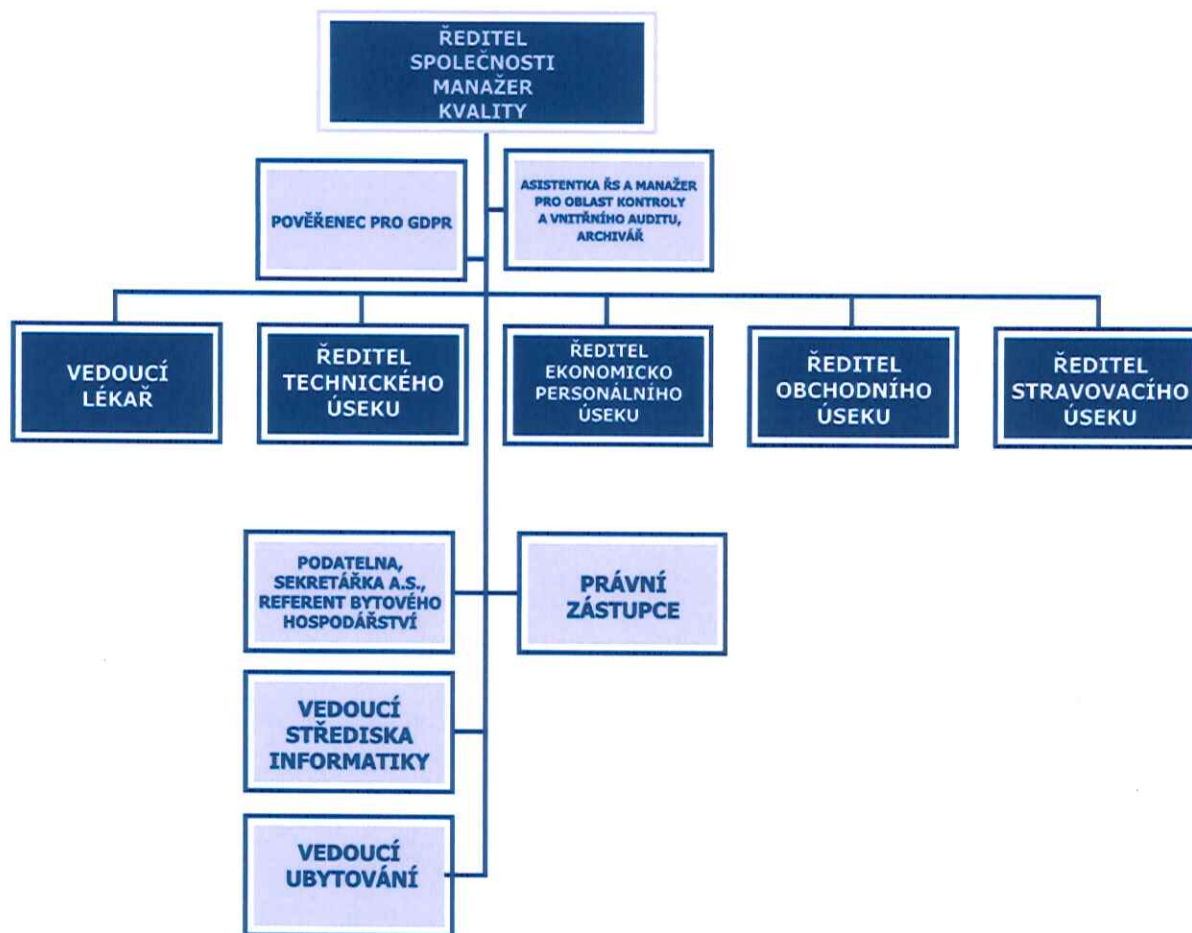 ŘEDITEL
SPOLEČNOSTI
MANAŽER
KVALITY
POVĚŘENEC PRO GDPR
ASISTENTKA ŘS A MANAŽER
PRO OBLAST KONTROLY
A VNITŘNÍHO AUDITU,
ARCHIVÁŘ
VEDOUCÍ
LÉKAŘ
ŘEDITEL
TECHNICKÉHO
ÚSEKU
ŘEDITEL
EKONOMICKO
PERSONÁLNÍHO
ÚSEKU
ŘEDITEL
OBCHODNÍHO
ÚSEKU
ŘEDITEL
STRAVOVACÍHO
ÚSEKU
PODATELNA,
SEKRETÁŘKA A.S.,
REFERENT BYTOVÉHO
HOSPODÁŘSTVÍ
PRÁVNÍ
ZÁSTUPCE
VEDOUCÍ
STŘEDISKA
INFORMATIKY
VEDOUCÍ
UBYTOVÁNÍ